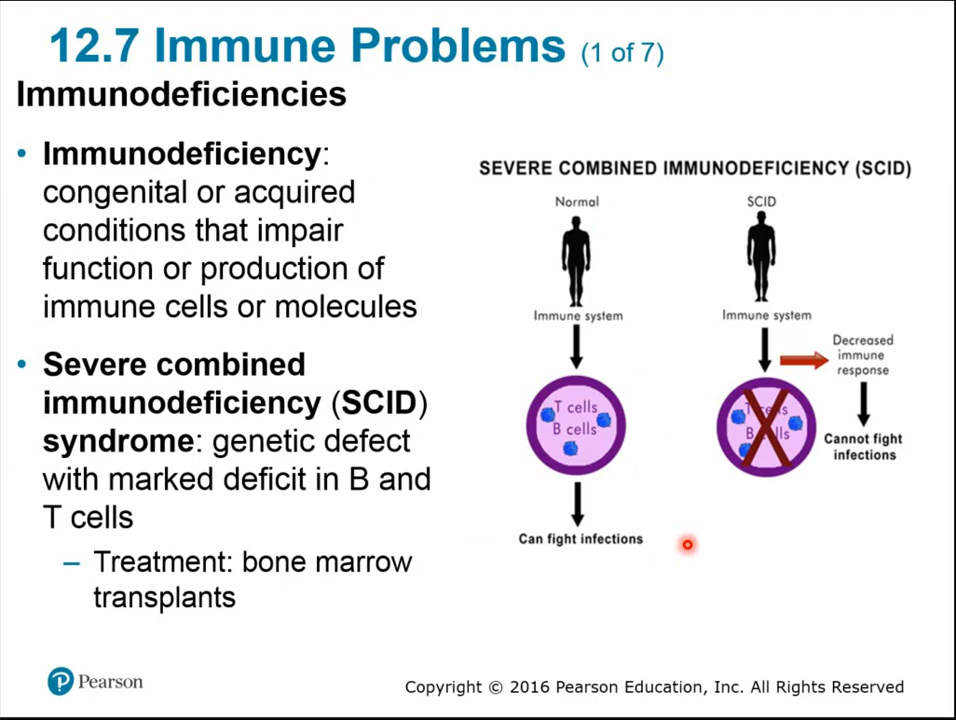 12.7 Immune Problems (1 of 7)
Immunodeficiencies
• Immunodeficiency:
congenital or acquired
conditions that impair
function or production of
immune cells or molecules
• Severe combined
immunodeficiency (SCID)
syndrome: genetic defect
with marked deficit in B and
T cells
– Treatment: bone marrow
transplants
SEVERE COMBINED IMMUNODEFICIENCY (SCID)
Normal
Immune system
T cells
B cells
Can fight infections
SCID
Immune system
T cells
B cells
Decreased
immune
response
Cannot fight
infections
P Pearson
Copyright © 2016 Pearson Education, Inc. All Rights Reserved